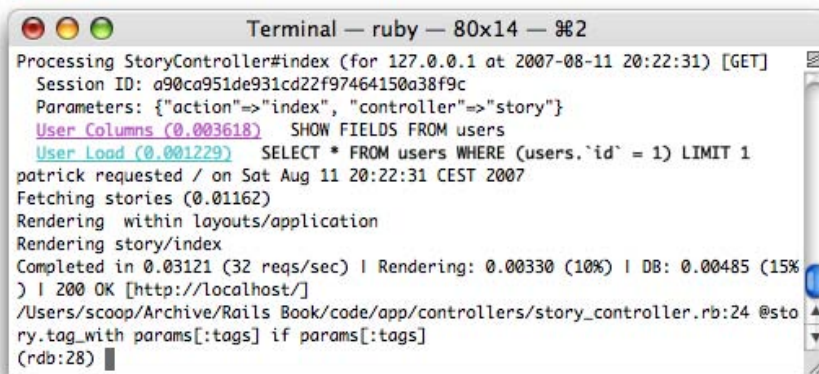 Terminal — ruby — 80x14 — ⌘2
Processing StoryController#index (for 127.0.0.1 at 2007-08-11 20:22:31) [GET]
  Session ID: a90ca951de931cd22f97464150a38f9c
  Parameters: {"action"=>"index", "controller"=>"story"}
  User Columns (0.003618)   SHOW FIELDS FROM users
  User Load (0.001229)   SELECT * FROM users WHERE (users.`id` = 1) LIMIT 1
patrick requested / on Sat Aug 11 20:22:31 CEST 2007
Fetching stories (0.01162)
Rendering  within layouts/application
Rendering story/index
Completed in 0.03121 (32 reqs/sec) | Rendering: 0.00330 (10%) | DB: 0.00485 (15%
) | 200 OK [http://localhost/]
/Users/scoop/Archive/Rails Book/code/app/controllers/story_controller.rb:24 @sto
ry.tag_with params[:tags] if params[:tags]
(rdb:28)